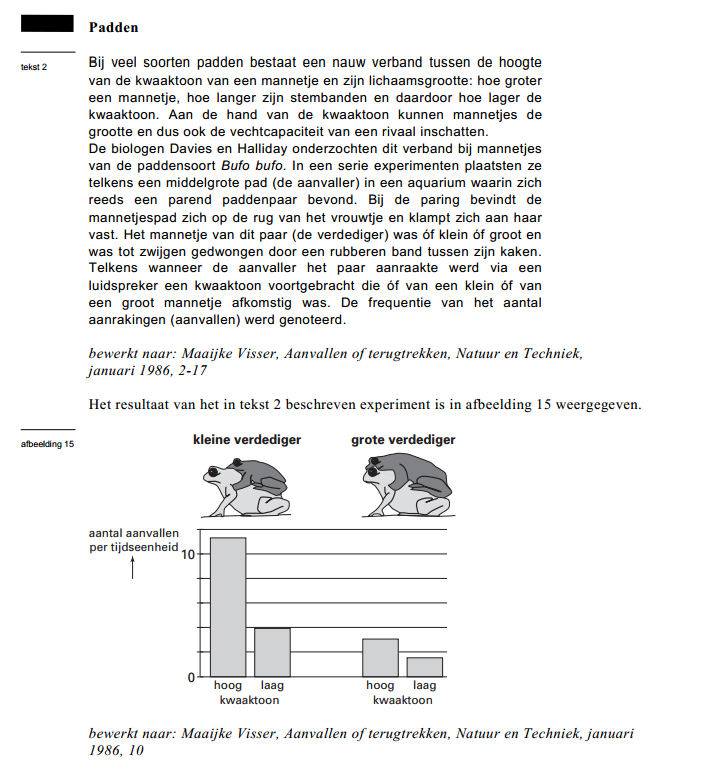 Padden
tekst 2
Bij veel soorten padden bestaat een nauw verband tussen de hoogte
van de kwaaktoon van een mannetje en zijn lichaamsgrootte: hoe groter
een mannetje, hoe langer zijn stembanden en daardoor hoe lager de
kwaaktoon. Aan de hand van de kwaaktoon kunnen mannetjes de
grootte en dus ook de vechtcapaciteit van een rivaal inschatten.
De biologen Davies en Halliday onderzochten dit verband bij mannetjes
van de paddensoort Bufo bufo. In een serie experimenten plaatsten ze
telkens een middelgrote pad (de aanvaller) in een aquarium waarin zich
reeds een parend paddenpaar bevond. Bij de paring bevindt de
mannetjespad zich op de rug van het vrouwtje en klampt zich aan haar
vast. Het mannetje van dit paar (de verdediger) was óf klein óf groot en
was tot zwijgen gedwongen door een rubberen band tussen zijn kaken.
Telkens wanneer de aanvaller het paar aanraakte werd via een
luidspreker een kwaaktoon voortgebracht die óf van een klein óf van
een groot mannetje afkomstig was. De frequentie van het aantal
aanrakingen (aanvallen) werd genoteerd.
bewerkt naar: Maaijke Visser, Aanvallen of terugtrekken, Natuur en Techniek,
januari 1986, 2-17
Het resultaat van het in tekst 2 beschreven experiment is in afbeelding 15 weergegeven.
afbeelding 15
kleine verdediger grote verdediger
aantal aanvallen
per tijdseenheid
10
0
hoog laag hoog laag
kwaaktoon kwaaktoon
bewerkt naar: Maaijke Visser, Aanvallen of terugtrekken, Natuur en Techniek, januari
1986, 10